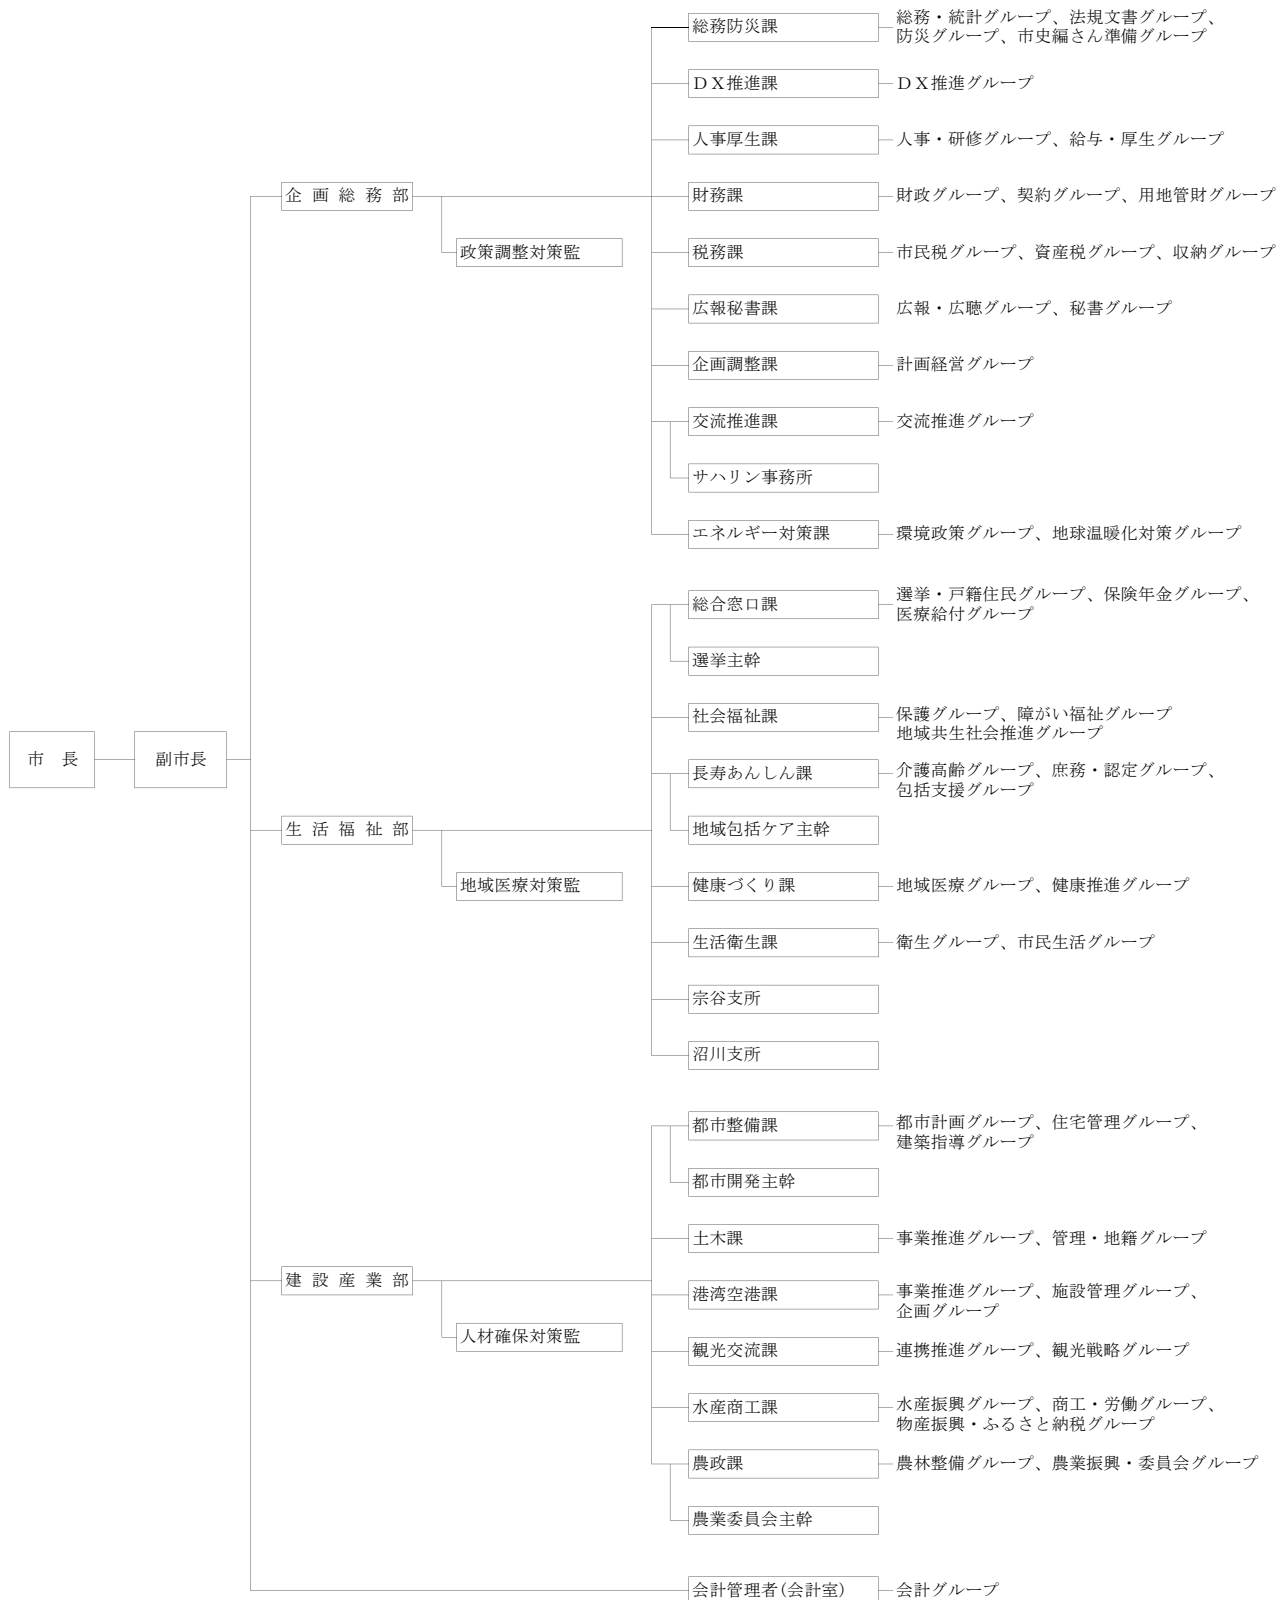 総務防災課
総務・統計グループ、法規文書グループ、
防災グループ、市史編さん準備グループ
ＤＸ推進課
ＤＸ推進グループ
人事厚生課
人事・研修グループ、給与・厚生グループ
企画総務部
財務課
財政グループ、契約グループ、用地管財グループ
政策調整対策監
税務課
市民税グループ、資産税グループ、収納グループ
広報秘書課
広報・広聴グループ、秘書グループ
企画調整課
計画経営グループ
交流推進課
交流推進グループ
サハリン事務所
エネルギー対策課
環境政策グループ、地球温暖化対策グループ
総合窓口課
選挙・戸籍住民グループ、保険年金グループ、
医療給付グループ
選挙主幹
社会福祉課
保護グループ、障がい福祉グループ
地域共生社会推進グループ
市　長
副市長
長寿あんしん課
介護高齢グループ、庶務・認定グループ、
包括支援グループ
生活福祉部
地域包括ケア主幹
地域医療対策監
健康づくり課
地域医療グループ、健康推進グループ
生活衛生課
衛生グループ、市民生活グループ
宗谷支所
沼川支所
都市整備課
都市計画グループ、住宅管理グループ、
建築指導グループ
都市開発主幹
土木課
事業推進グループ、管理・地籍グループ
建設産業部
港湾空港課
事業推進グループ、施設管理グループ、
企画グループ
人材確保対策監
観光交流課
連携推進グループ、観光戦略グループ
水産商工課
水産振興グループ、商工・労働グループ、
物産振興・ふるさと納税グループ
農政課
農林整備グループ、農業振興・委員会グループ
農業委員会主幹
会計管理者(会計室)
会計グループ